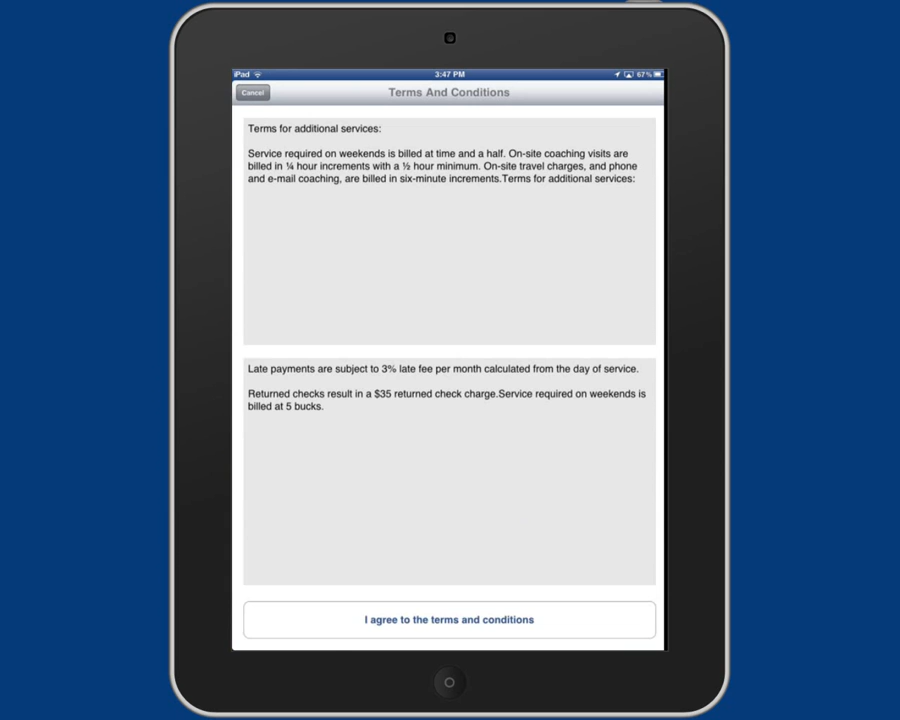 iPad 3:47 PM 67%
Cancel Terms And Conditions
Terms for additional services:
Service required on weekends is billed at time and a half. On-site coaching visits are
billed in ¼ hour increments with a ½ hour minimum. On-site travel charges, and phone
and e-mail coaching, are billed in six-minute increments.Terms for additional services:
Late payments are subject to 3% late fee per month calculated from the day of service.
Returned checks result in a $35 returned check charge.Service required on weekends is
billed at 5 bucks.
I agree to the terms and conditions